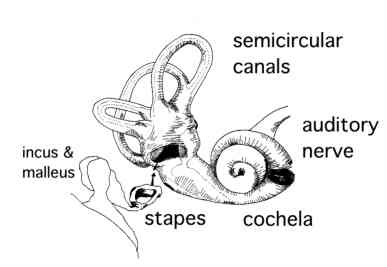 semicircular
canals
auditory
nerve
incus &
malleus
stapes
cochela